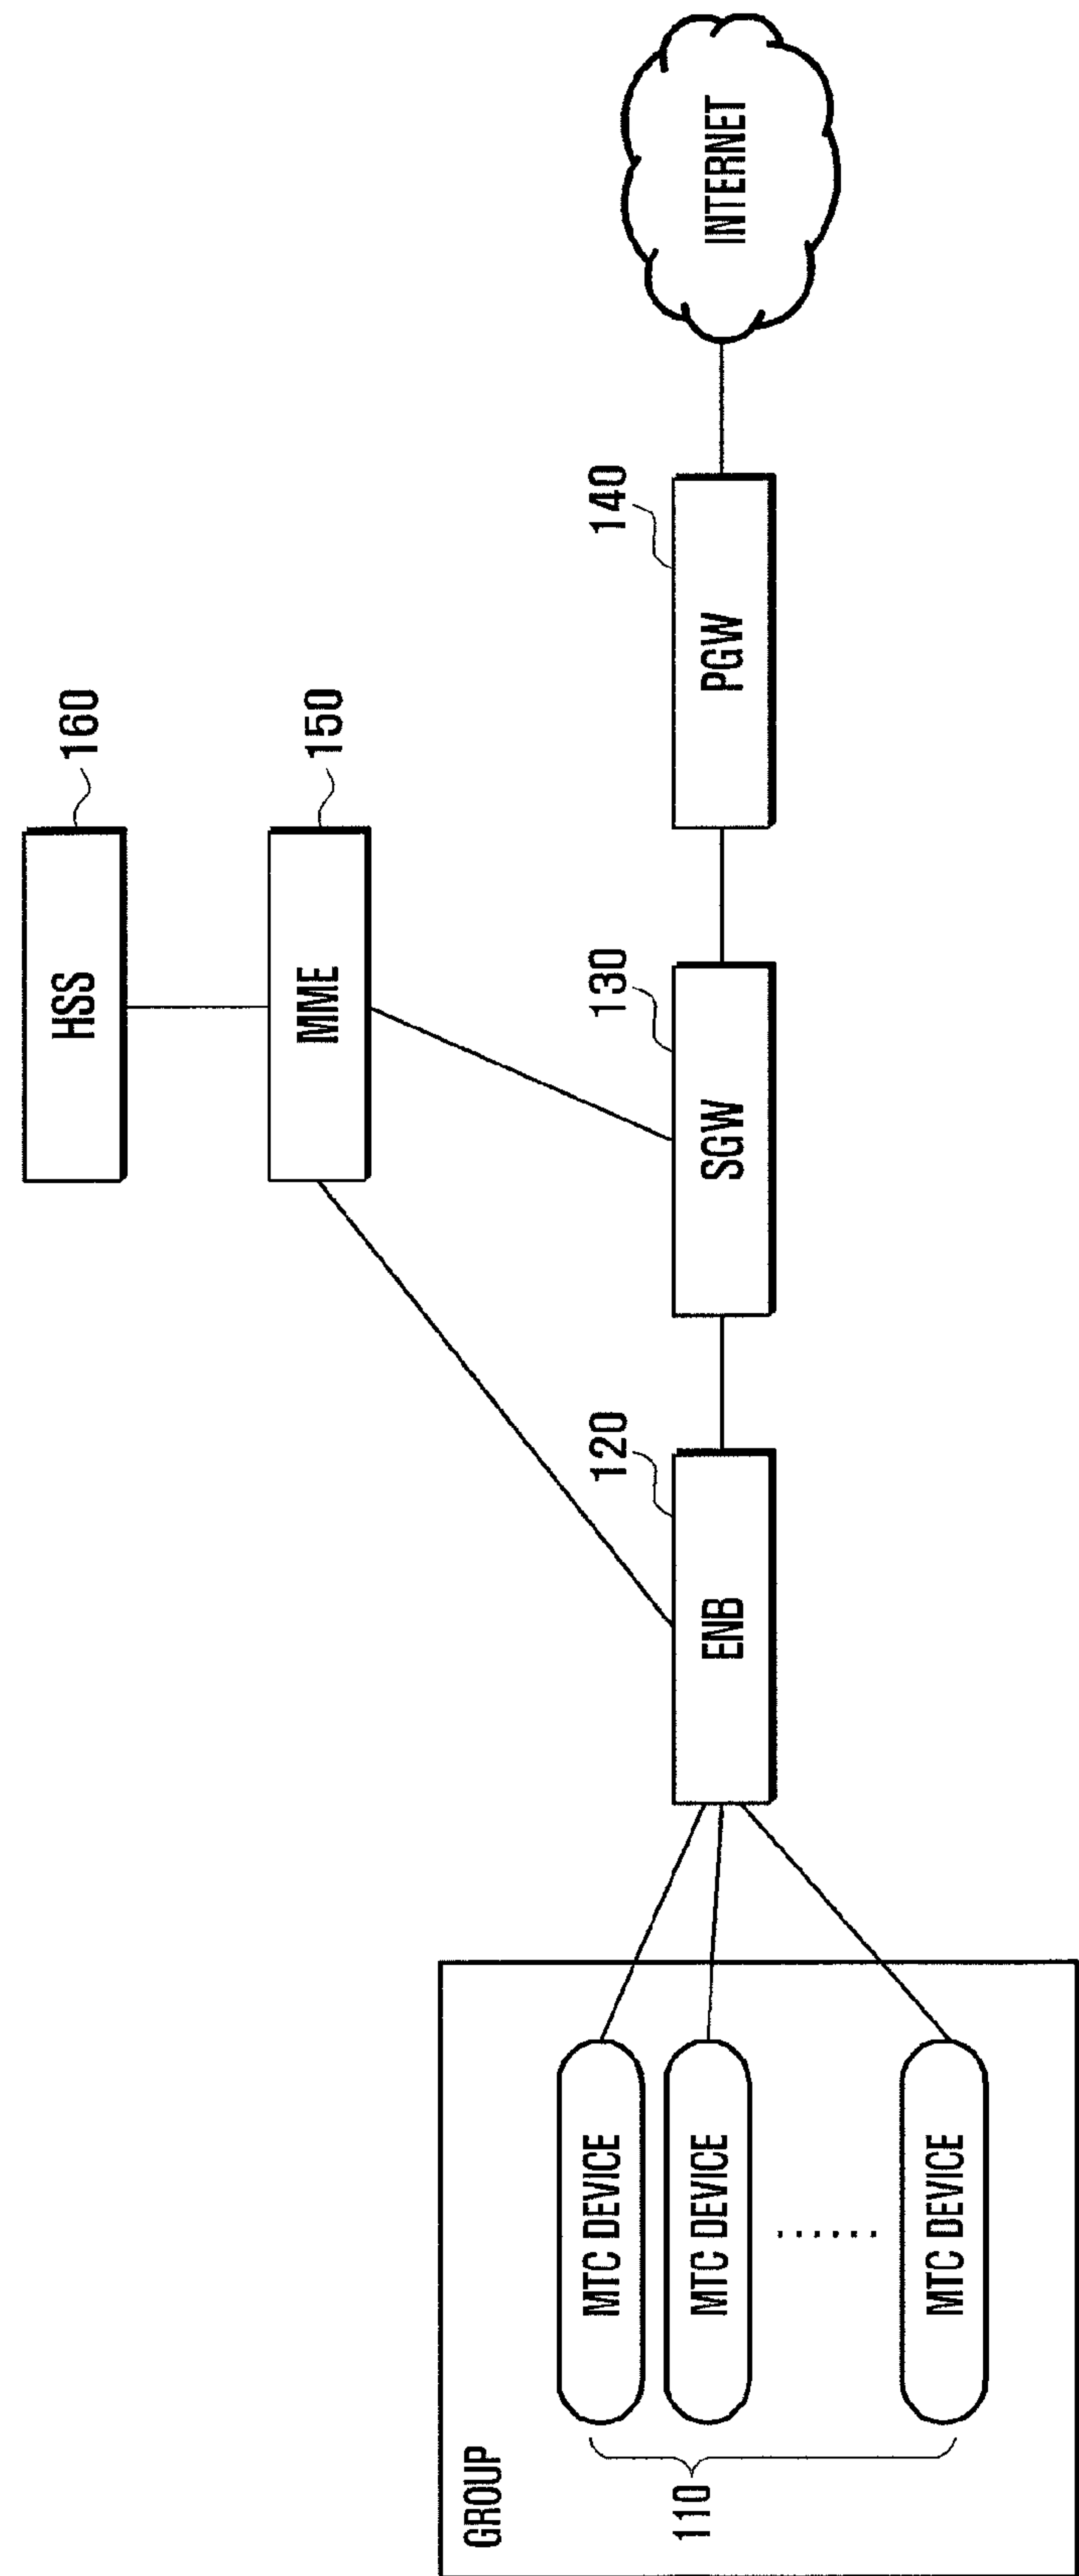 HSS
160
MME
150
GROUP
110
MTC DEVICE
MTC DEVICE
......
MTC DEVICE
ENB
120
SGW
130
PGW
140
INTERNET